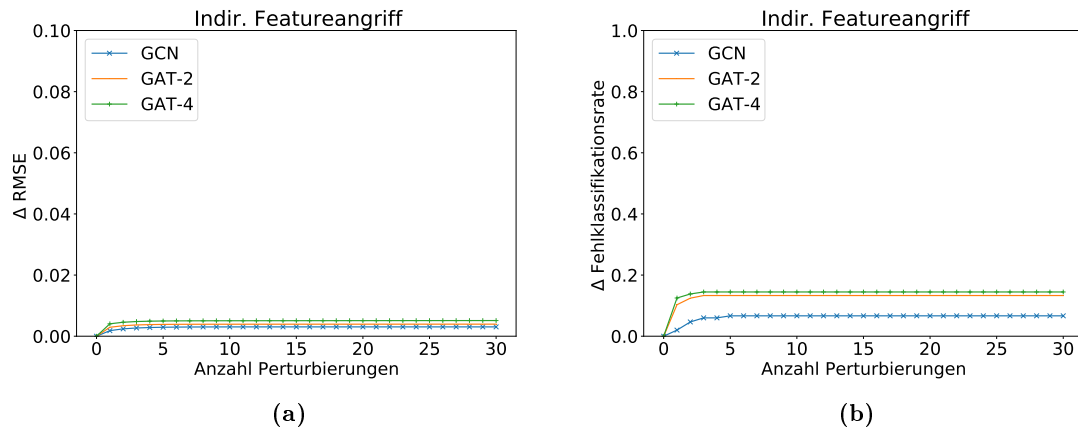 Indir. Featureangriff
0.10
0.08
0.06
0.04
0.02
0.00
Δ RMSE
GCN
GAT-2
GAT-4
0 5 10 15 20 25 30
Anzahl Perturbierungen
(a)
Indir. Featureangriff
1.0
0.8
0.6
0.4
0.2
0.0
Δ Fehlklassifikationsrate
GCN
GAT-2
GAT-4
0 5 10 15 20 25 30
Anzahl Perturbierungen
(b)